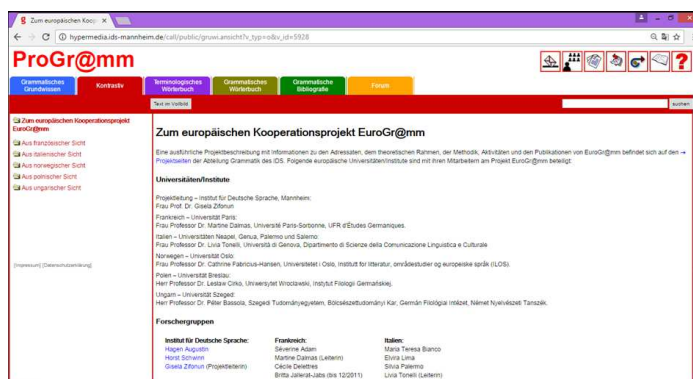 Zum europäischen Koop
hypermedia.ids-mannheim.de/call/public/gruwi.ansicht?v_typ=o&v_id=5928
ProGr@mm
Grammatisches Grundwissen
Kontrastiv
Terminologisches Wörterbuch
Grammatisches Wörterbuch
Grammatische Bibliografie
Forum
Text im Vollbild
suchen
Zum europäischen Kooperationsprojekt
EuroGr@mm
Aus französischer Sicht
Aus italienischer Sicht
Aus norwegischer Sicht
Aus polnischer Sicht
Aus ungarischer Sicht
[Impressum] [Datenschutzerklärung]
Zum europäischen Kooperationsprojekt EuroGr@mm
Eine ausführliche Projektbeschreibung mit Informationen zu den Adressaten, dem theoretischen Rahmen, der Methodik, Aktivitäten und den Publikationen von EuroGr@mm befindet sich auf den →
Projektseiten der Abteilung Grammatik des IDS. Folgende europäische Universitäten/Institute sind mit ihren Mitarbeitern am Projekt EuroGr@mm beteiligt:
Universitäten/Institute
Projektleitung – Institut für Deutsche Sprache, Mannheim:
Frau Prof. Dr. Gisela Zifonun
Frankreich – Universität Paris:
Frau Professor Dr. Martine Dalmas, Université Paris-Sorbonne, UFR d'Études Germaniques.
Italien – Universitäten Neapel, Genua, Palermo und Salerno:
Frau Professor Dr. Livia Tonelli, Università di Genova, Dipartimento di Scienze della Comunicazione Linguistica e Culturale
Norwegen – Universität Oslo:
Frau Professor Dr. Cathrine Fabricius-Hansen, Universitetet i Oslo, Institutt for litteratur, områdestudier og europeiske språk (ILOS).
Polen – Universität Breslau:
Herr Professor Dr. Lesław Cirko, Uniwersytet Wrocławski, Instytut Filologii Germańskiej.
Ungarn – Universität Szeged:
Herr Professor Dr. Péter Bassola, Szegedi Tudományegyetem, Bölcsészettudományi Kar, Germán Filológiai Intézet, Német Nyelvészeti Tanszék.
Forschergruppen
Institut für Deutsche Sprache: Frankreich: Italien:
Hagen Augustin Séverine Adam Maria Teresa Bianco
Horst Schwinn Martine Dalmas (Leiterin) Elvira Lima
Gisela Zifonun (Projektleiterin) Cécile Delettres Silvia Palermo
Britta Jallerat-Jabs (bis 12/2011) Livia Tonelli (Leiterin)